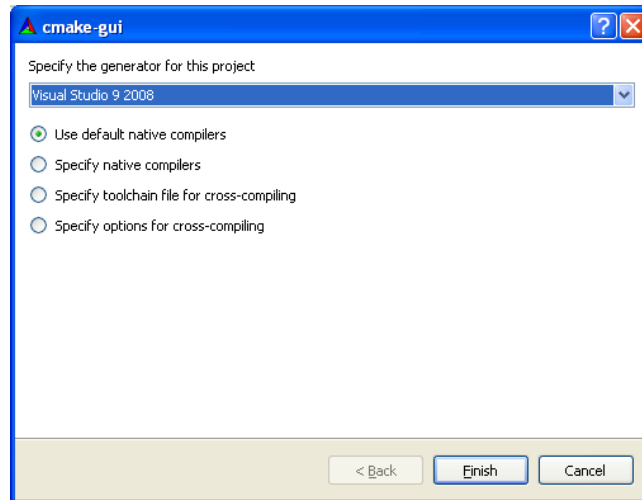 cmake-gui
Specify the generator for this project
Visual Studio 9 2008
Use default native compilers
Specify native compilers
Specify toolchain file for cross-compiling
Specify options for cross-compiling
< Back
Finish
Cancel